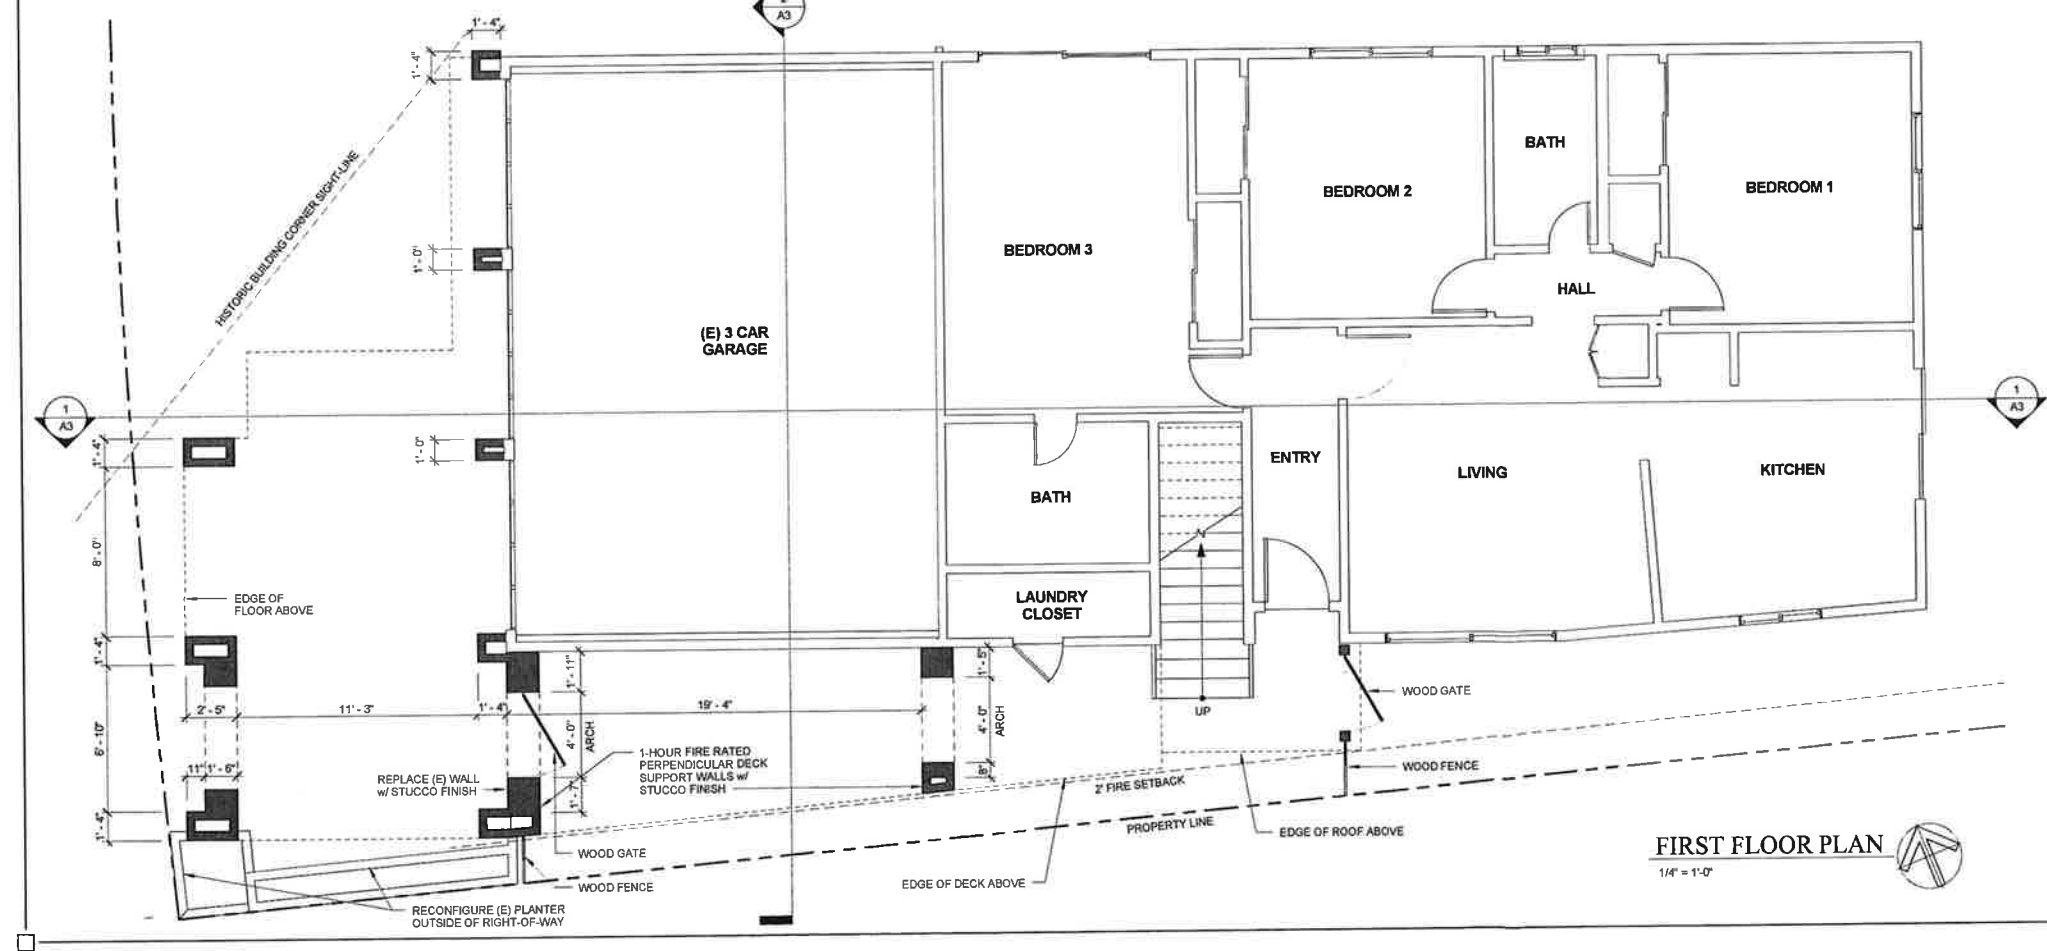 A3
1' - 4"
1' - 4"
HISTORIC BUILDING CORNER SIGHT-LINE
1' - 0"
BEDROOM 3
BEDROOM 2
BATH
BEDROOM 1
HALL
(E) 3 CAR
GARAGE
1
A3
1
A3
1' - 4"
1' - 0"
BATH
ENTRY
LIVING
KITCHEN
8' - 0"
EDGE OF
FLOOR ABOVE
LAUNDRY
CLOSET
1' - 4"
1' - 11"
1' - 5"
2' - 5"
11' - 3"
1' - 4"
19' - 4"
UP
WOOD GATE
6' - 10"
4' - 0"
ARCH
4' - 0"
ARCH
11"
1' - 6"
REPLACE (E) WALL
w/ STUCCO FINISH
1-HOUR FIRE RATED
PERPENDICULAR DECK
SUPPORT WALLS w/
STUCCO FINISH
8"
2' FIRE SETBACK
WOOD FENCE
1' - 4"
1' - 7"
PROPERTY LINE
EDGE OF ROOF ABOVE
WOOD GATE
WOOD FENCE
EDGE OF DECK ABOVE
RECONFIGURE (E) PLANTER
OUTSIDE OF RIGHT-OF-WAY
FIRST FLOOR PLAN
1/4" = 1'-0"